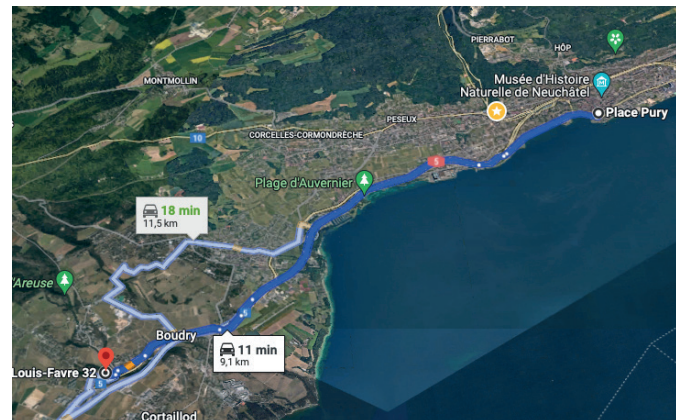 PIERRABOT
HÔP
MONTMOLLIN
Musée d'Histoire
Naturelle de Neuchâtel
Place Pury
PESEUX
10
CORCELLES-CORMONDRÈCHE
5
Plage d'Auvernier
18 min
11,5 km
'Areuse
5
Boudry
11 min
9,1 km
Louis-Favre 32
5
Cortaillod